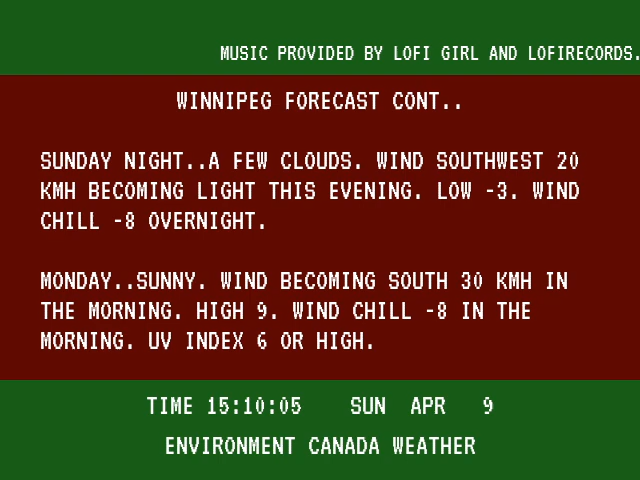 MUSIC PROVIDED BY LOFI GIRL AND LOFIRECORDS.
WINNIPEG FORECAST CONT..
SUNDAY NIGHT..A FEW CLOUDS. WIND SOUTHWEST 20
KMH BECOMING LIGHT THIS EVENING. LOW -3. WIND
CHILL -8 OVERNIGHT.
MONDAY..SUNNY. WIND BECOMING SOUTH 30 KMH IN
THE MORNING. HIGH 9. WIND CHILL -8 IN THE
MORNING. UV INDEX 6 OR HIGH.
TIME 15:10:05 SUN APR 9
ENVIRONMENT CANADA WEATHER